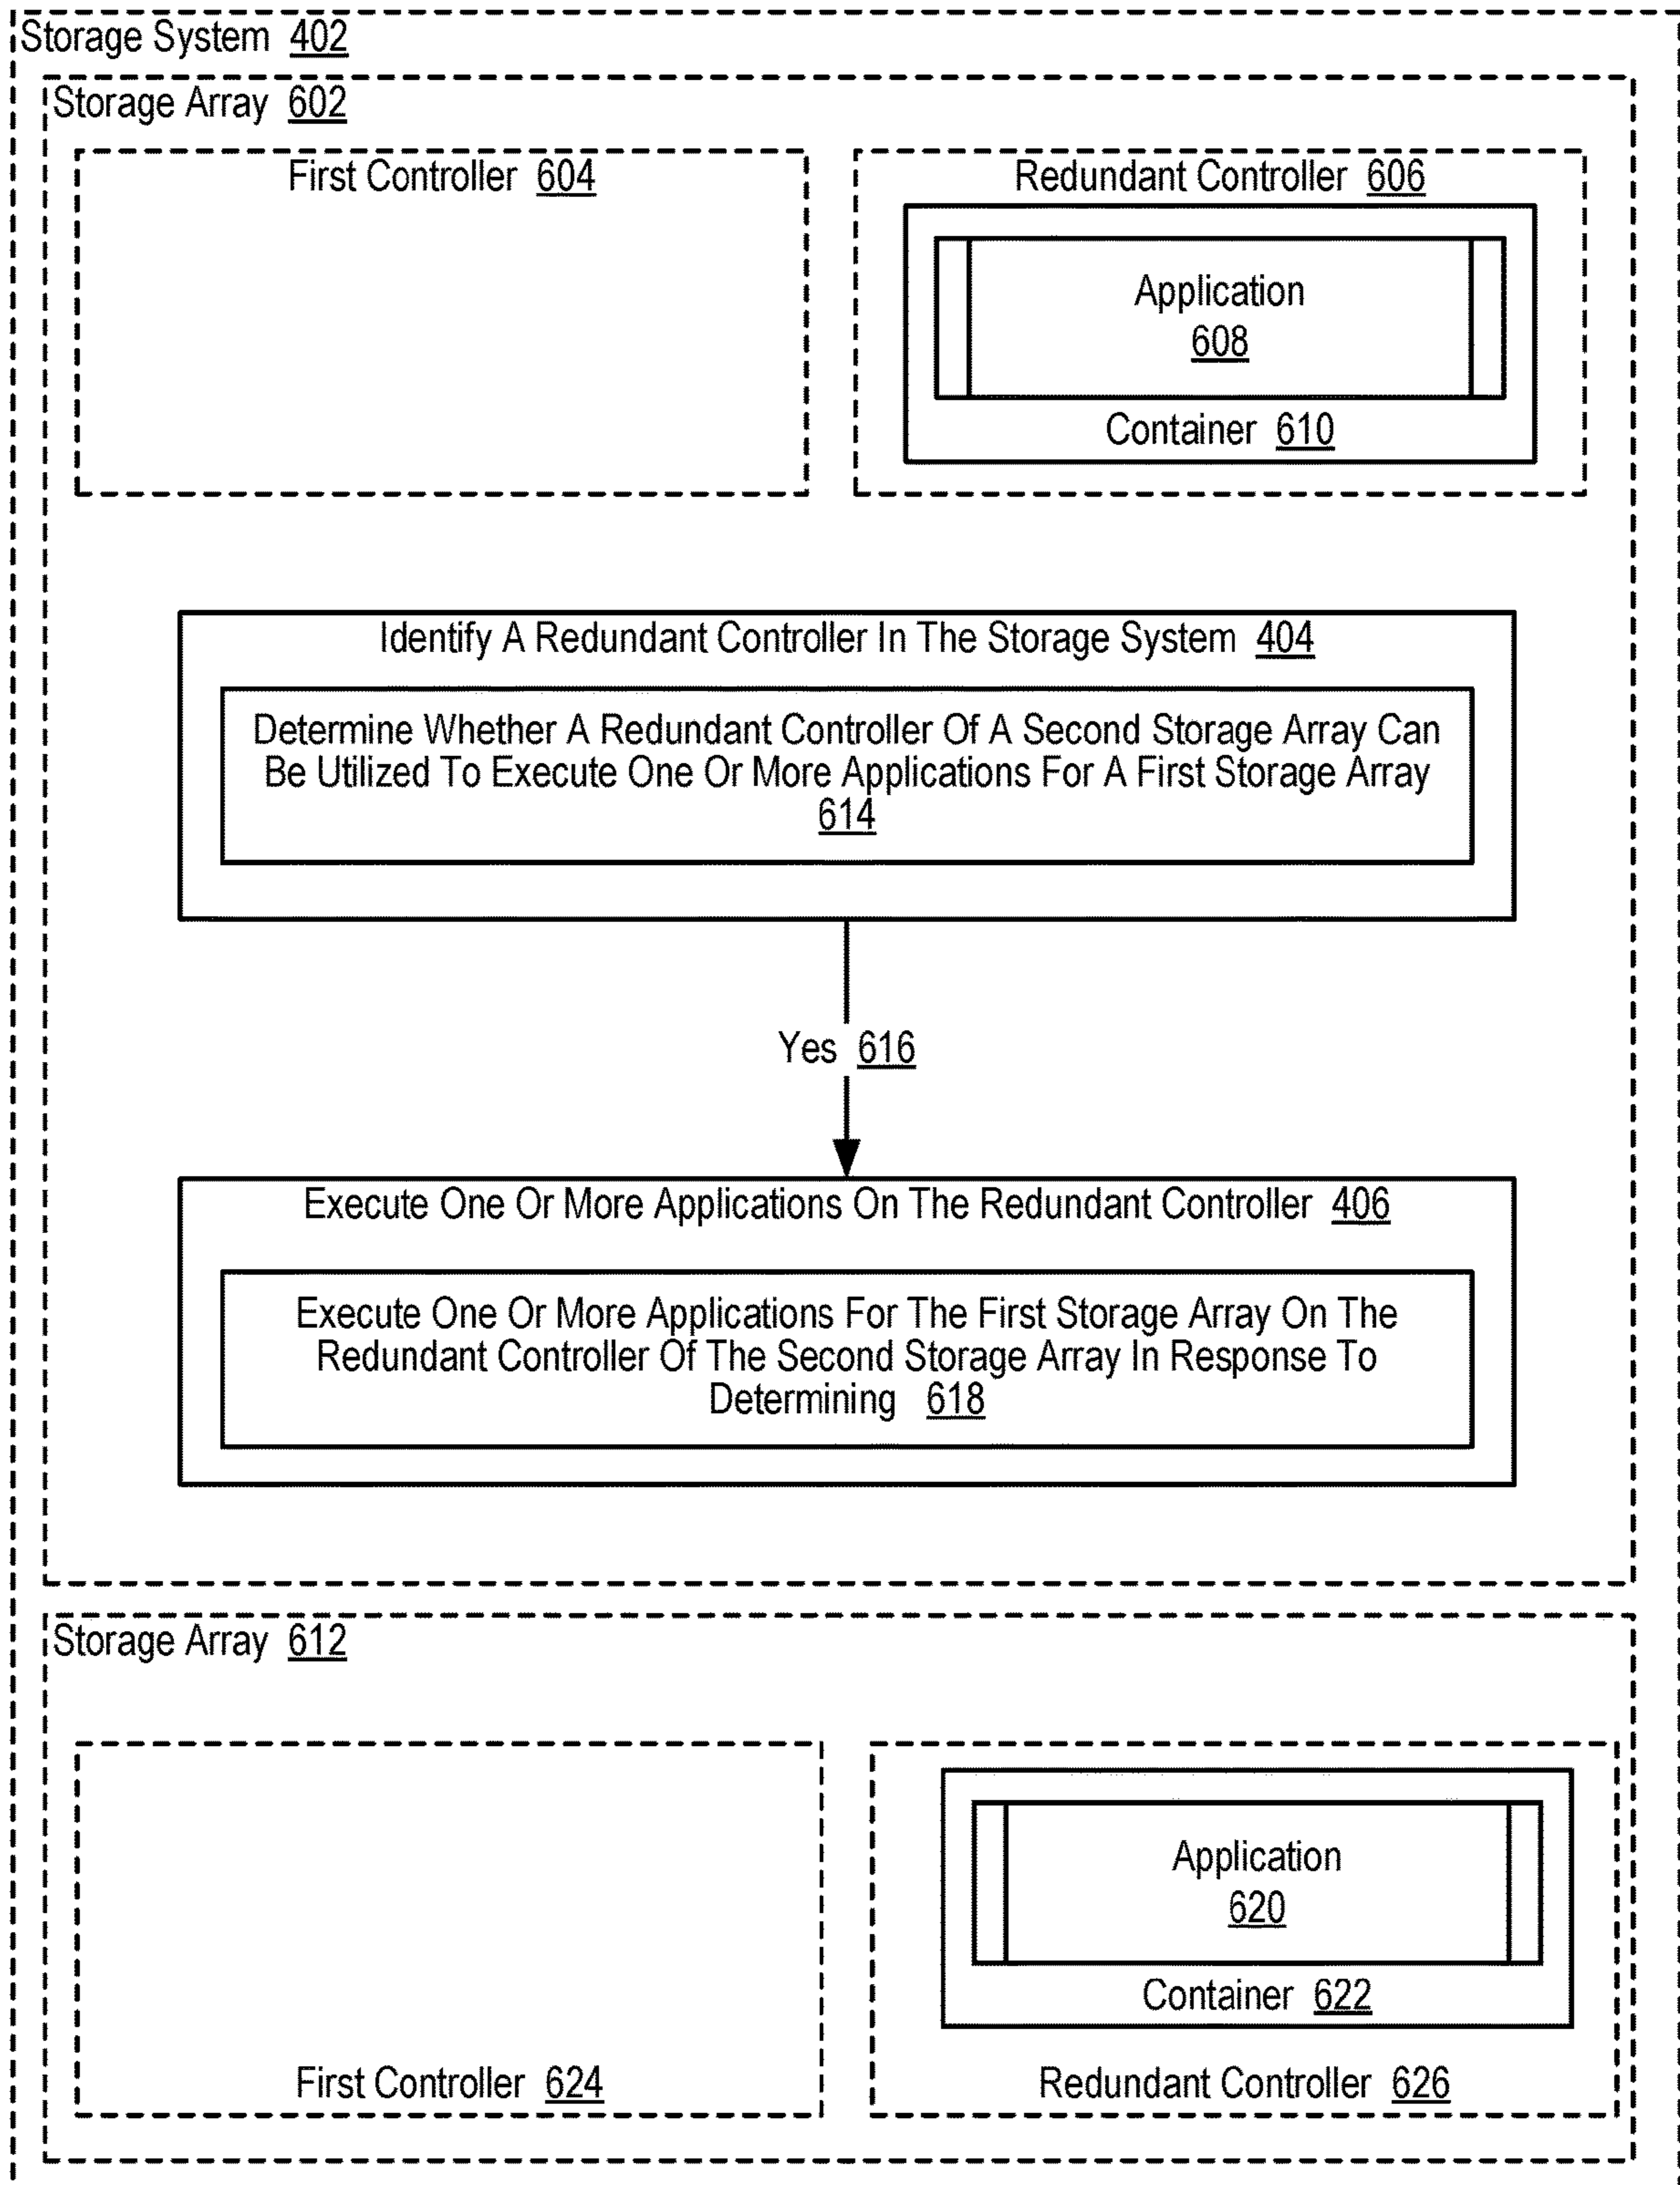 Storage System 402
Storage Array 602
First Controller 604
Redundant Controller 606
Application
608
Container 610
Identify A Redundant Controller In The Storage System 404
Determine Whether A Redundant Controller Of A Second Storage Array Can
Be Utilized To Execute One Or More Applications For A First Storage Array
614
Yes 616
Execute One Or More Applications On The Redundant Controller 406
Execute One Or More Applications For The First Storage Array On The
Redundant Controller Of The Second Storage Array In Response To
Determining 618
Storage Array 612
Application
620
Container 622
First Controller 624
Redundant Controller 626